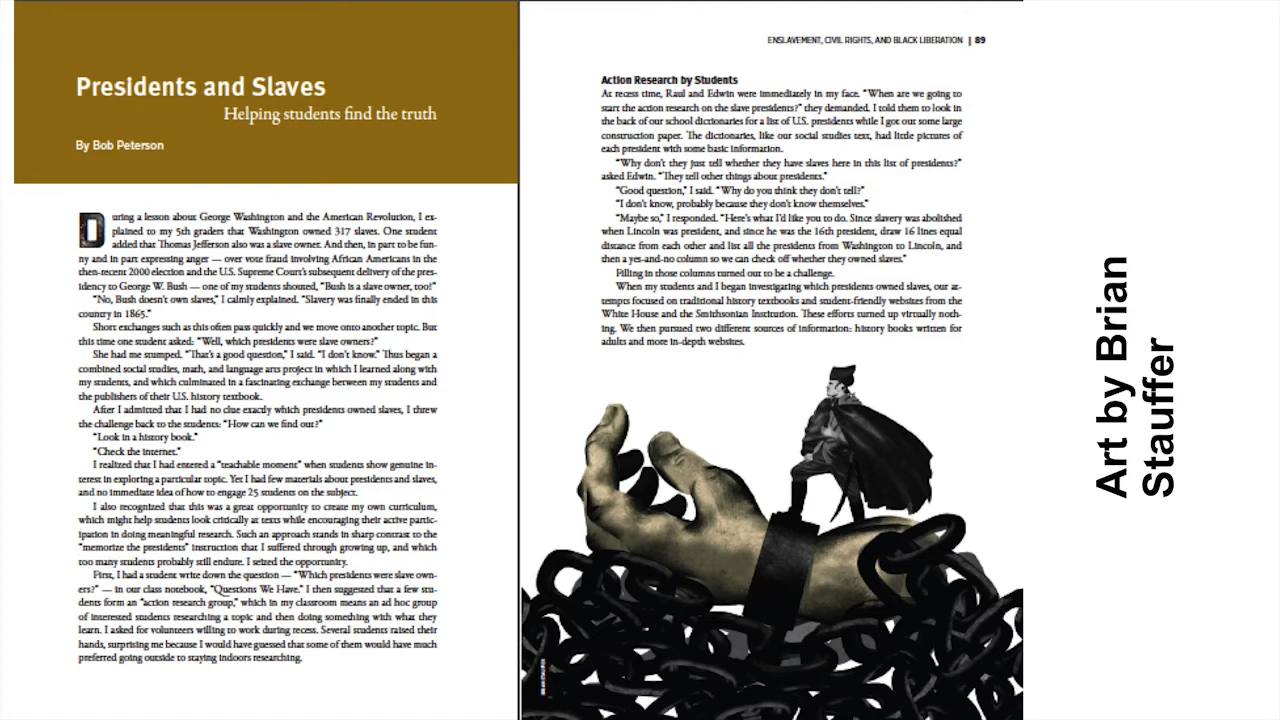 Presidents and Slaves
Helping students find the truth
By Bob Peterson
During a lesson about George Washington and the American Revolution, I ex-
plained to my 5th graders that Washington owned 317 slaves. One student
added that Thomas Jefferson also was a slave owner. And then, in part to be fun-
ny and in part expressing anger — over vote fraud involving African Americans in the
then-recent 2000 election and the U.S. Supreme Court's subsequent delivery of the pres-
idency to George W. Bush — one of my students shouted, "Bush is a slave owner, too!"
"No, Bush doesn't own slaves," I calmly explained. "Slavery was finally ended in this
country in 1865."
Short exchanges such as this often pass quickly and we move onto another topic. But
this time one student asked: "Well, which presidents were slave owners?"
She had me stumped. "That's a good question," I said. "I don't know." Thus began a
combined social studies, math, and language arts project in which I learned along with
my students, and which culminated in a fascinating exchange between my students and
the publishers of their U.S. history textbook.
After I admitted that I had no clue exactly which presidents owned slaves, I threw
the challenge back to the students: "How can we find out?"
"Look in a history book."
"Check the internet."
I realized that I had entered a "teachable moment" when students show genuine in-
terest in exploring a particular topic. Yet I had few materials about presidents and slaves,
and no immediate idea of how to engage 25 students on the subject.
I also recognized that this was a great opportunity to create my own curriculum,
which might help students look critically at texts while encouraging their active partic-
ipation in doing meaningful research. Such an approach stands in sharp contrast to the
"memorize the presidents" instruction that I suffered through growing up, and which
too many students probably still endure. I seized the opportunity.
First, I had a student write down the question — "Which presidents were slave own-
ers?" — in our class notebook, "Questions We Have." I then suggested that a few stu-
dents form an "action research group," which in my classroom means an ad hoc group
of interested students researching a topic and then doing something with what they
learn. I asked for volunteers willing to work during recess. Several students raised their
hands, surprising me because I would have guessed that some of them would have much
preferred going outside to staying indoors researching.
ENSLAVEMENT, CIVIL RIGHTS, AND BLACK LIBERATION | 89
Action Research by Students
At recess time, Raul and Edwin were immediately in my face. "When are we going to
start the action research on the slave presidents?" they demanded. I told them to look in
the back of our school dictionaries for a list of U.S. presidents while I got out some large
construction paper. The dictionaries, like our social studies text, had little pictures of
each president with some basic information.
"Why don't they just tell whether they have slaves here in this list of presidents?"
asked Edwin. "They tell other things about presidents."
"Good question," I said. "Why do you think they don't tell?"
"I don't know, probably because they don't know themselves."
"Maybe so," I responded. "Here's what I'd like you to do. Since slavery was abolished
when Lincoln was president, and since he was the 16th president, draw 16 lines equal
distance from each other and list all the presidents from Washington to Lincoln, and
then a yes-and-no column so we can check off whether they owned slaves."
Filling in those columns turned out to be a challenge.
When my students and I began investigating which presidents owned slaves, our at-
tempts focused on traditional history textbooks and student-friendly websites from the
White House and the Smithsonian Institution. These efforts turned up virtually noth-
ing. We then pursued two different sources of information: history books written for
adults and more in-depth websites.
BRIAN STAUFFER
Art by Brian
Stauffer